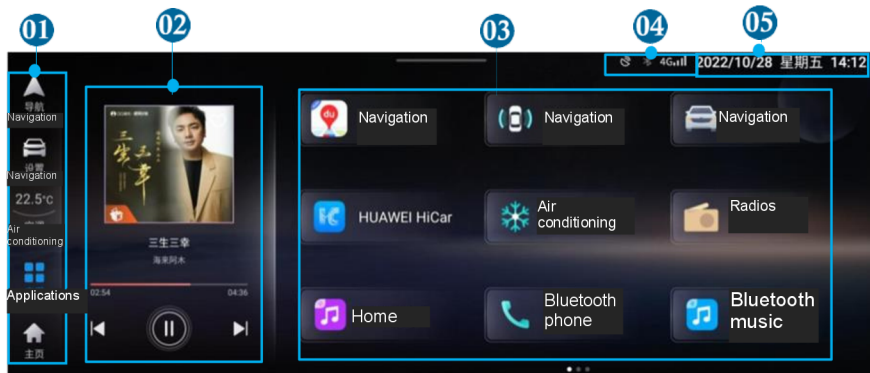 01
02
03
04
05
4G
2022/10/28 星期五 14:12
导航
Navigation
设置
Navigation
22.5°C
Air
conditioning
Applications
主页
三生三幸
三生三幸
海来阿木
02:54
04:36
du
Navigation
Navigation
Navigation
HUAWEI HiCar
Air
conditioning
Radios
Home
Bluetooth
phone
Bluetooth
music